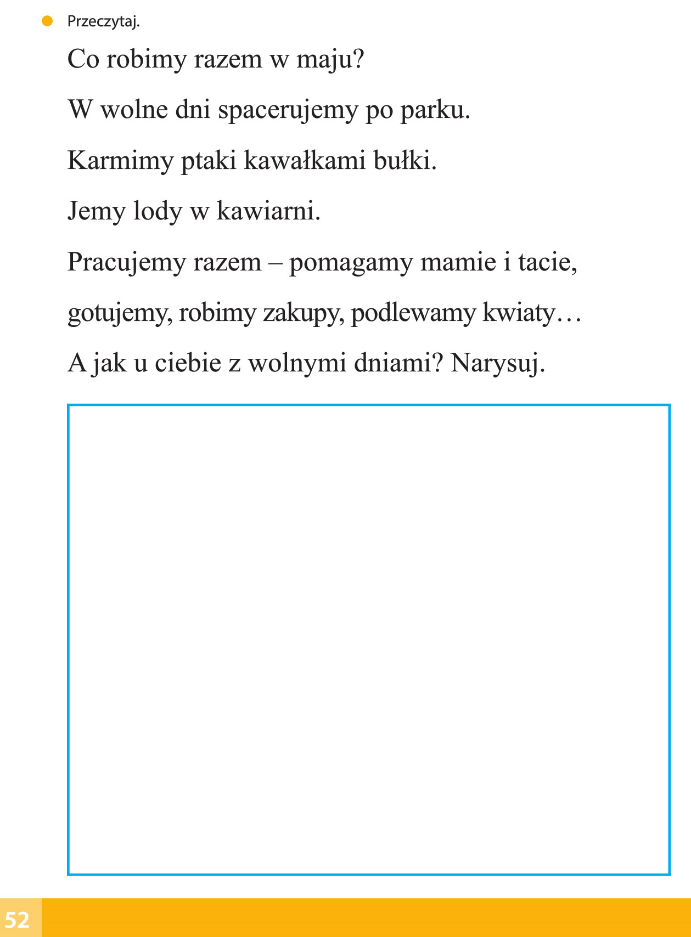 Przeczytaj.
Co robimy razem w maju?
W wolne dni spacerujemy po parku.
Karmimy ptaki kawałkami bułki.
Jemy lody w kawiarni.
Pracujemy razem – pomagamy mamie i tacie,
gotujemy, robimy zakupy, podlewamy kwiaty…
A jak u ciebie z wolnymi dniami? Narysuj.
52